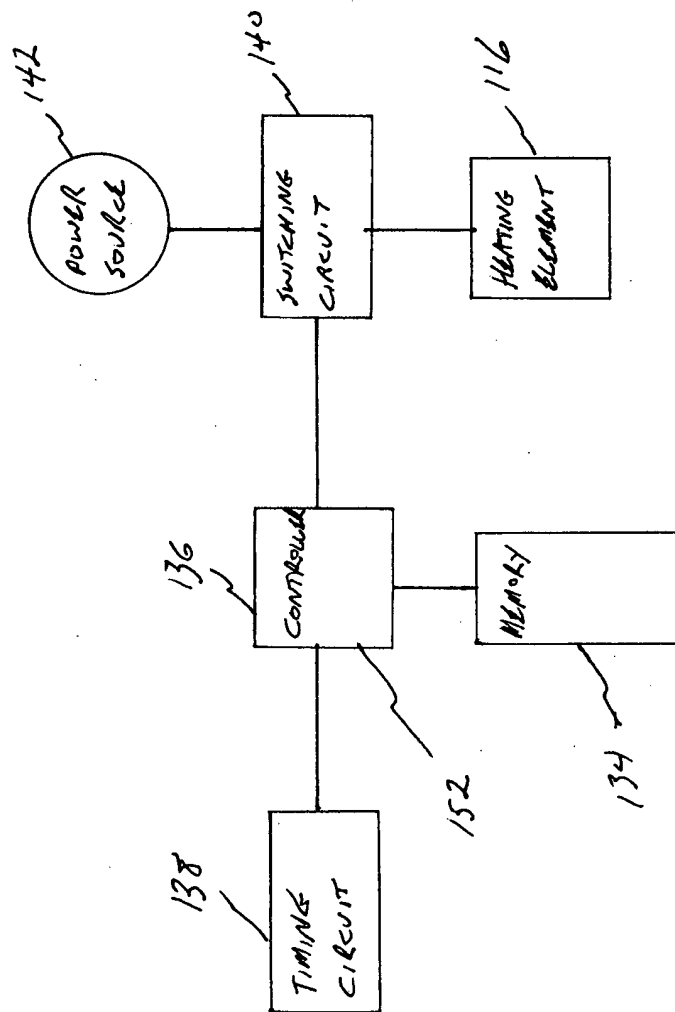 142
POWER
SOURCE
140
SWITCHING
CIRCUIT
116
HEATING
ELEMENT
136
CONTROLLER
152
MEMORY
134
138
TIMING
CIRCUIT